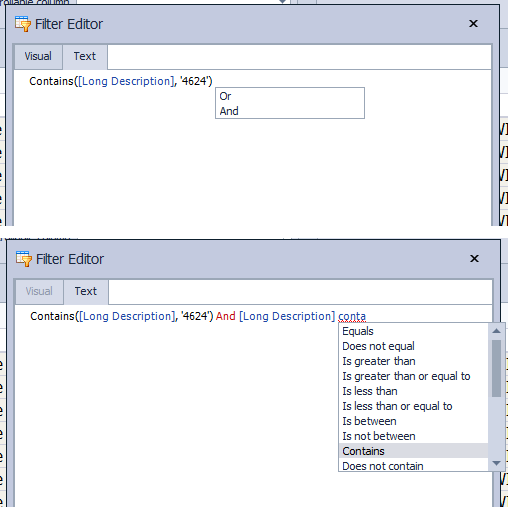 rollable column
Filter Editor
Visual
Text
Contains([Long Description], '4624')
Or
And
Filter Editor
Visual
Text
Contains([Long Description], '4624') And [Long Description] conta
Equals
Does not equal
Is greater than
Is greater than or equal to
Is less than
Is less than or equal to
Is between
Is not between
Contains
Does not contain